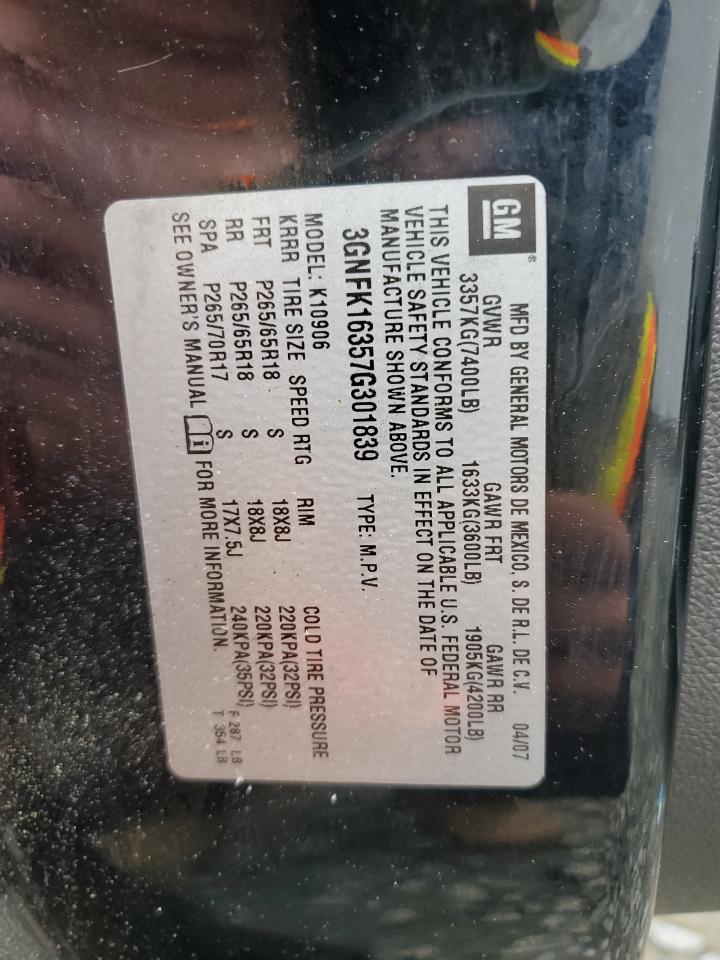 GM®
MFD BY GENERAL MOTORS DE MEXICO, S. DE R.L. DE C.V. 04/07
GVWR GAWR FRT GAWR RR
3357KG(7400LB) 1633KG(3600LB) 1905KG(4200LB)
THIS VEHICLE CONFORMS TO ALL APPLICABLE U.S. FEDERAL MOTOR
VEHICLE SAFETY STANDARDS IN EFFECT ON THE DATE OF
MANUFACTURE SHOWN ABOVE.
3GNFK16357G301839 TYPE: M.P.V.
MODEL: K10906
KRRR TIRE SIZE SPEED RTG RIM COLD TIRE PRESSURE
FRT P265/65R18 S 18X8J 220KPA(32PSI)
RR P265/65R18 S 18X8J 220KPA(32PSI)
SPA P265/70R17 S 17X7.5J 240KPA(35PSI) F 287 LB
SEE OWNER'S MANUAL i FOR MORE INFORMATION. T 354 LB